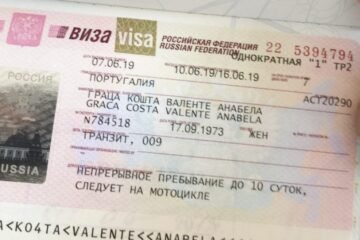 ВИЗА visa РОССИЙСКАЯ ФЕДЕРАЦИЯ 22 5394794
RUSSIAN FEDERATION
ОДНОКРАТНАЯ "1" ТР2
07.06.19 10.06.19/16.06.19 7
ПОРТУГАЛИЯ АСТ20290
РОССИЯ
ГРАЦА КОШТА ВАЛЕНТЕ АНАБЕЛА
GRACA COSTA VALENTE ANABELA
N784518 17.09.1973 ЖЕН
ТРАНЗИТ, 009
RUSSIA
НЕПРЕРЫВНОЕ ПРЕБЫВАНИЕ ДО 10 СУТОК,
СЛЕДУЕТ НА МОТОЦИКЛЕ
A<KO4TA<VALENTE<<ANABELA<